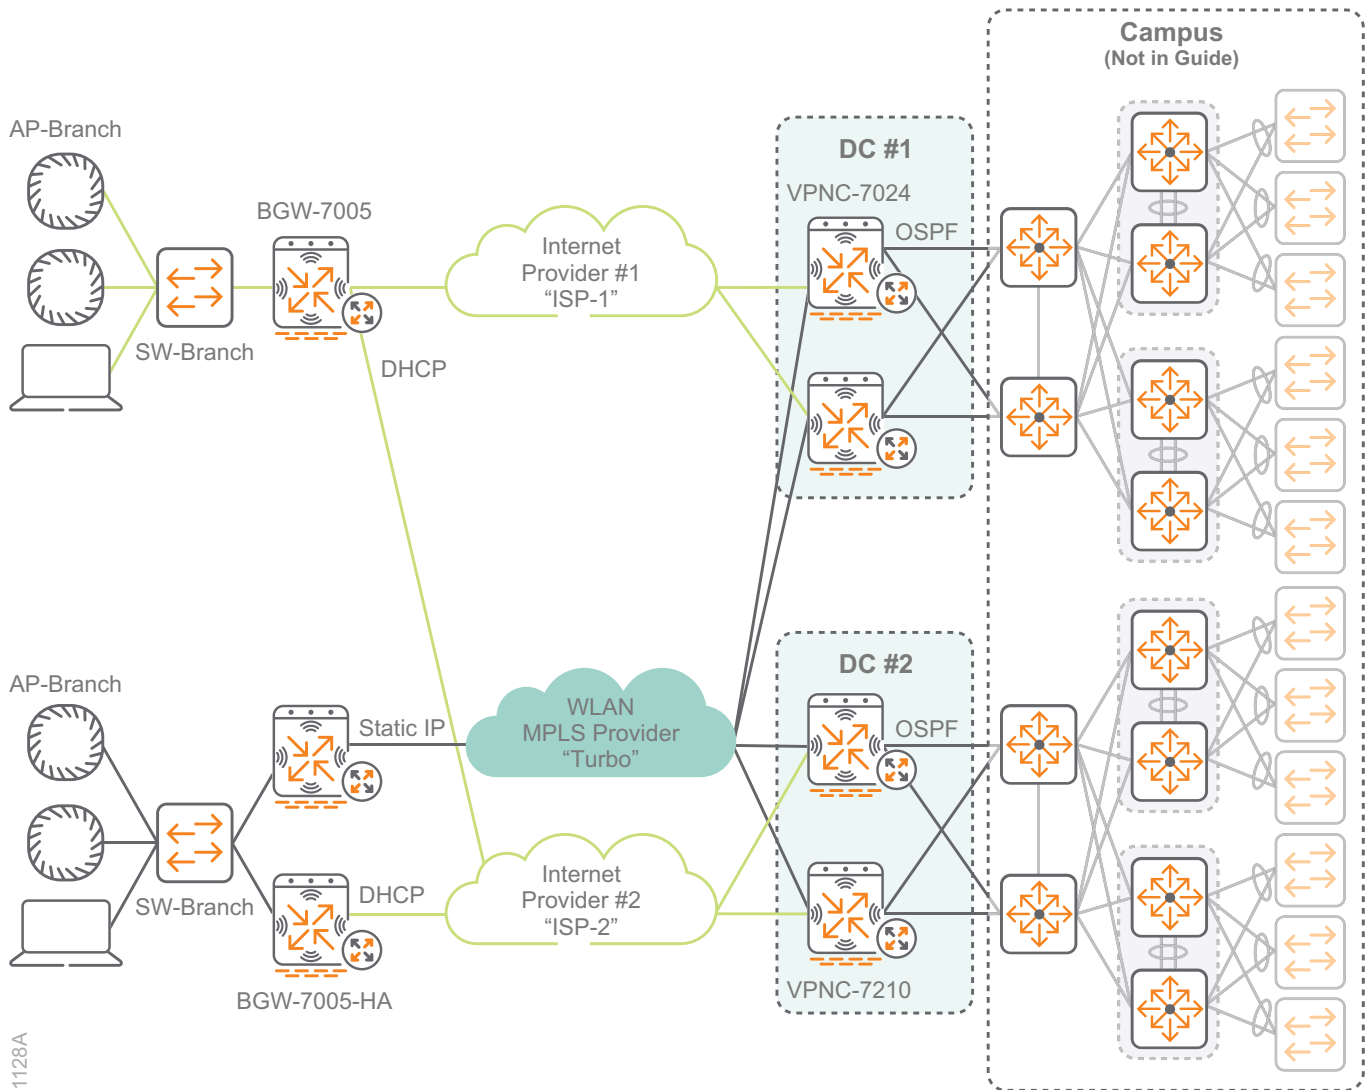 Campus
(Not in Guide)
AP-Branch
DC #1
VPNC-7024
BGW-7005
OSPF
Internet
Provider #1
“ISP-1”
SW-Branch
DHCP
DC #2
AP-Branch
WLAN
MPLS Provider
“Turbo”
Static IP
OSPF
Internet
Provider #2
“ISP-2”
DHCP
SW-Branch
VPNC-7210
BGW-7005-HA
1128A